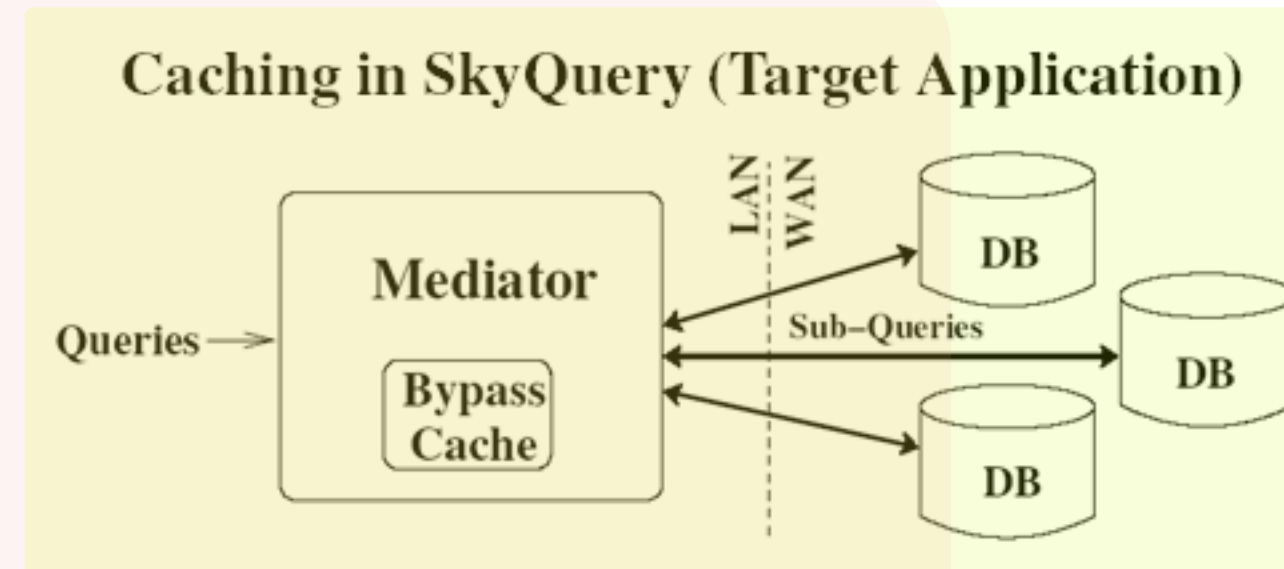 Caching in SkyQuery (Target Application)
LAN
WAN
DB
Mediator
Sub-Queries
Queries
DB
Bypass
Cache
DB